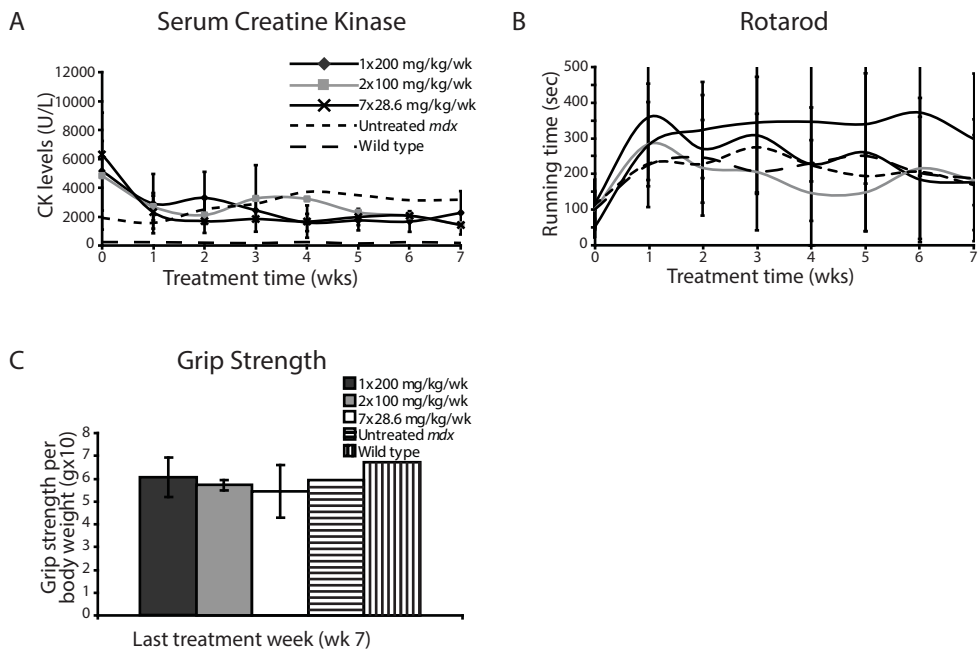 A
Serum Creatine Kinase
1x200 mg/kg/wk
2x100 mg/kg/wk
7x28.6 mg/kg/wk
Untreated mdx
Wild type
CK levels (U/L)
12000
10000
8000
6000
4000
2000
0
0 1 2 3 4 5 6 7
Treatment time (wks)
B
Rotarod
Running time (sec)
500
400
300
200
100
0
0 1 2 3 4 5 6 7
Treatment time (wks)
C
Grip Strength
1x200 mg/kg/wk
2x100 mg/kg/wk
7x28.6 mg/kg/wk
Untreated mdx
Wild type
Grip strength per
body weight (gx10)
8
7
6
5
4
3
2
1
0
Last treatment week (wk 7)